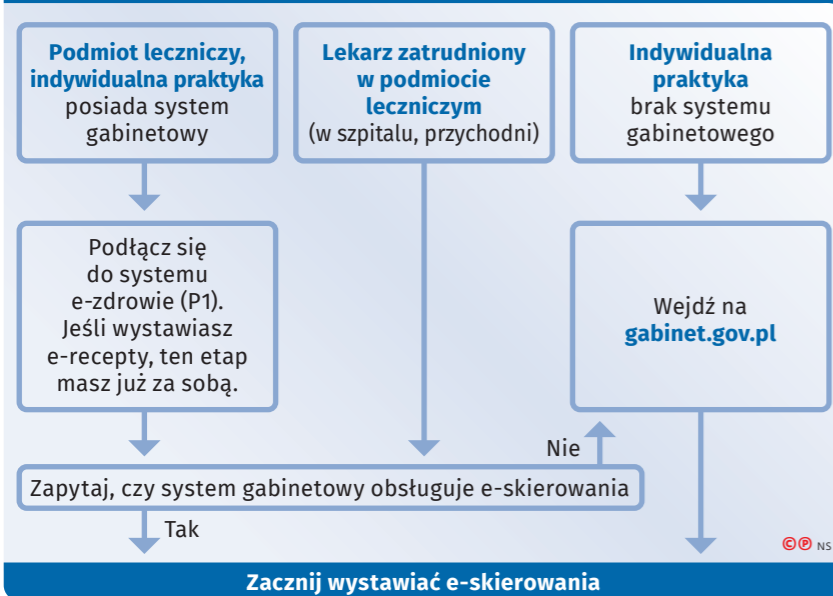 Podmiot leczniczy,
indywidualna praktyka
posiada system
gabinetowy
Lekarz zatrudniony
w podmiocie
leczniczym
(w szpitalu, przychodni)
Indywidualna
praktyka
brak systemu
gabinetowego
Podłącz się
do systemu
e-zdrowie (P1).
Jeśli wystawiasz
e-recepty, ten etap
masz już za sobą.
Wejdź na
gabinet.gov.pl
Nie
Zapytaj, czy system gabinetowy obsługuje e-skierowania
Tak
©℗ NS
Zacznij wystawiać e-skierowania